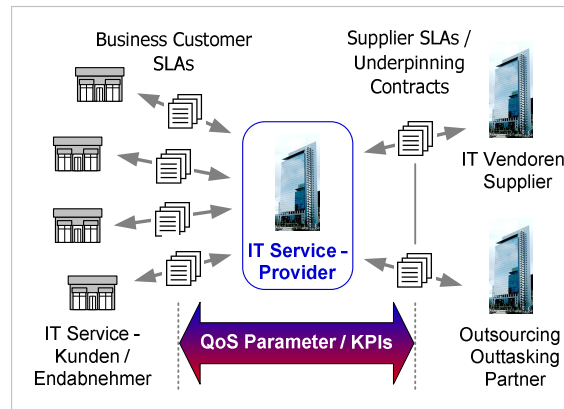 Business Customer
SLAs
Supplier SLAs /
Underpinning
Contracts
IT Vendoren
Supplier
IT Service -
Provider
IT Service -
Kunden /
Endabnehmer
QoS Parameter / KPIs
Outsourcing
Outtasking
Partner